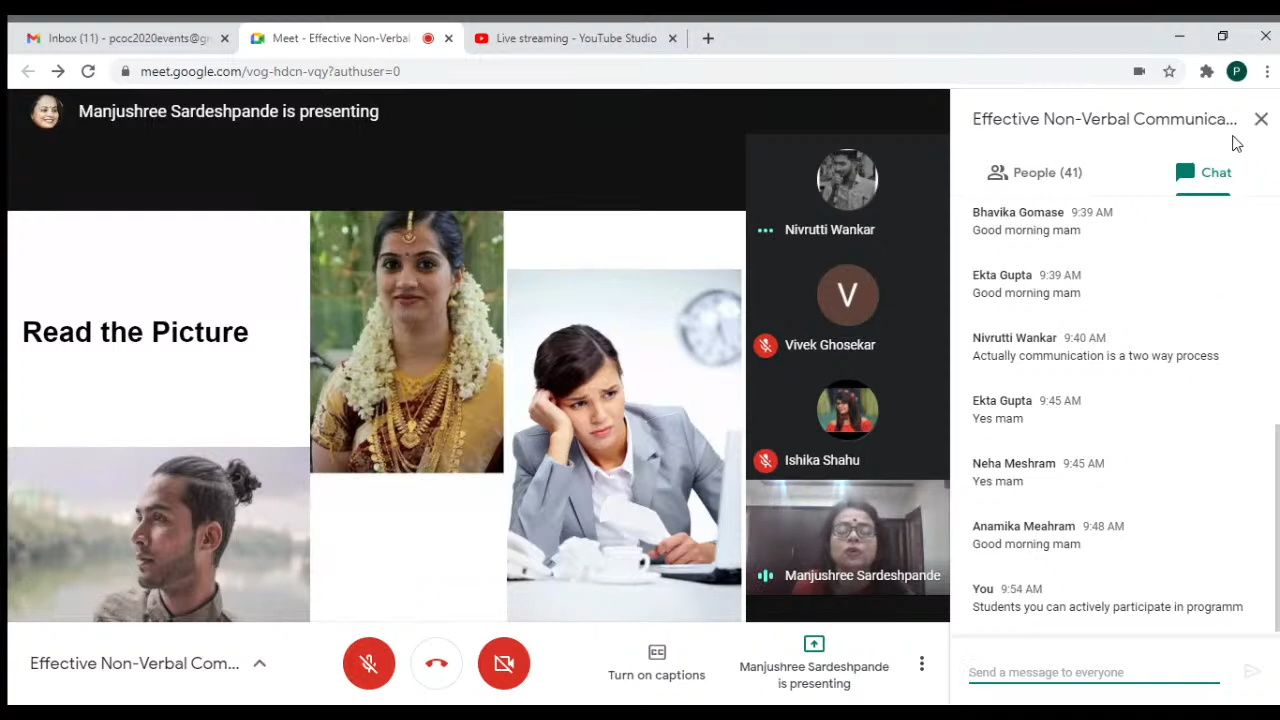 Inbox (11) - pcoc2020events@gm
Meet - Effective Non-Verbal
Live streaming - YouTube Studio
meet.google.com/vog-hdcn-vqy?authuser=0
P
Manjushree Sardeshpande is presenting
Read the Picture
Nivrutti Wankar
V
Vivek Ghosekar
Ishika Shahu
Manjushree Sardeshpande
Effective Non-Verbal Communica...
People (41)
Chat
Bhavika Gomase 9:39 AM
Good morning mam
Ekta Gupta 9:39 AM
Good morning mam
Nivrutti Wankar 9:40 AM
Actually communication is a two way process
Ekta Gupta 9:45 AM
Yes mam
Neha Meshram 9:45 AM
Yes mam
Anamika Meahram 9:48 AM
Good morning mam
You 9:54 AM
Students you can actively participate in programm
Send a message to everyone
Effective Non-Verbal Com...
CC
Turn on captions
Manjushree Sardeshpande
is presenting